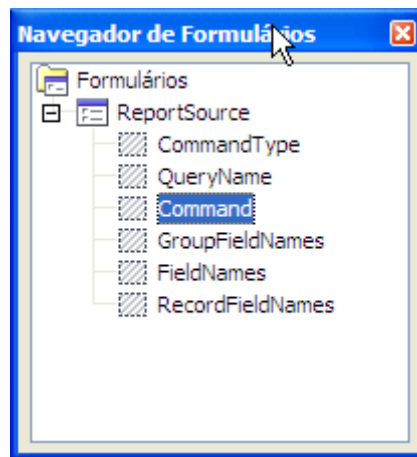 Navegador de Formulários
Formulários
ReportSource
CommandType
QueryName
Command
GroupFieldNames
FieldNames
RecordFieldNames